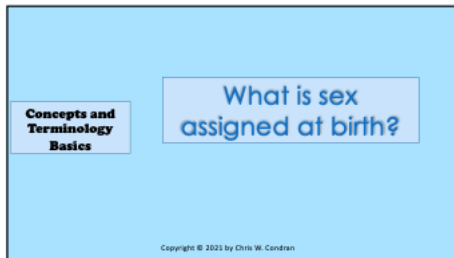 What is sex
assigned at birth?
Concepts and
Terminology
Basics
Copyright © 2021 by Chris W. Condran